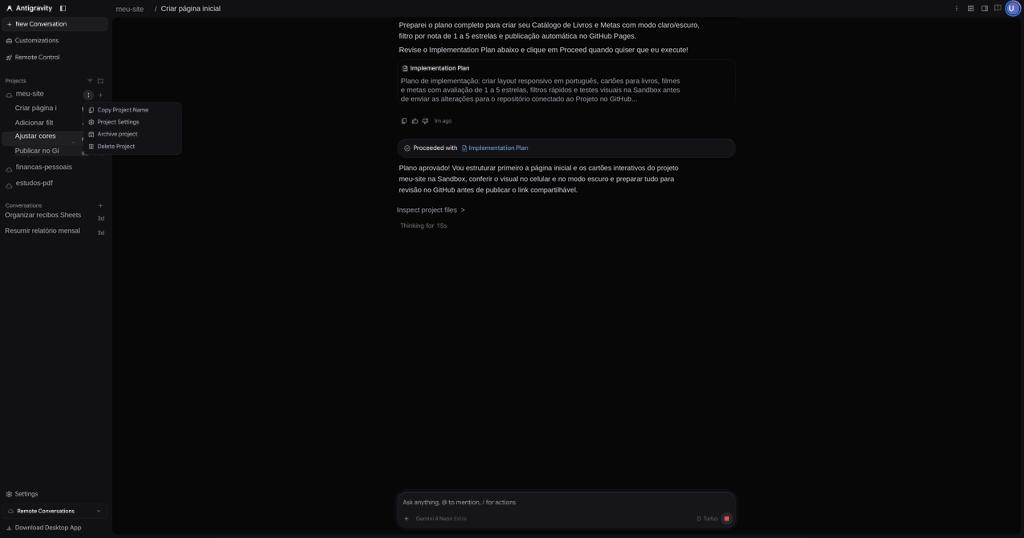 Antigravity
meu-site / Criar página inicial
New Conversation
Customizations
Remote Control
Projects
meu-site
Criar página i
Adicionar filt
Ajustar cores
Publicar no Gi
Copy Project Name
Project Settings
Archive project
Delete Project
financas-pessoais
estudos-pdf
Conversations
Organizar recibos Sheets
Resumir relatório mensal
Settings
Remote Conversations
Download Desktop App
Preparei o plano completo para criar seu Catálogo de Livros e Metas com modo claro/escuro,
filtro por nota de 1 a 5 estrelas e publicação automática no GitHub Pages.
Revise o Implementation Plan abaixo e clique em Proceed quando quiser que eu execute!
Implementation Plan
Plano de implementação: criar layout responsivo em português, cartões para livros, filmes
e metas com avaliação de 1 a 5 estrelas, filtros rápidos e testes visuais na Sandbox antes
de enviar as alterações para o repositório conectado ao Projeto no GitHub...
1m ago
Proceeded with Implementation Plan
Plano aprovado! Vou estruturar primeiro a página inicial e os cartões interativos do projeto
meu-site na Sandbox, conferir o visual no celular e no modo escuro e preparar tudo para
revisão no GitHub antes de publicar o link compartilhável.
Inspect project files >
Thinking for 15s
Ask anything, @ to mention, / for actions
Turbo
U